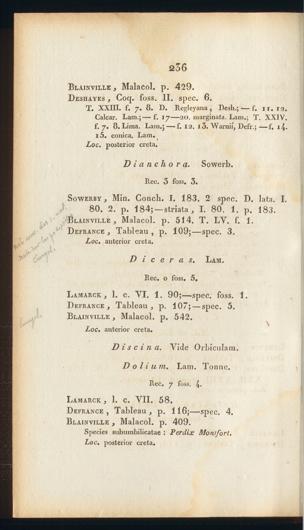 236
BLAINVILLE, Malacol. p. 429.
DESHAYES, Coq. foss. II. spec. 6.
T. XXIII. f. 7. 8. D. Regleyana, Desh.; — f. 11. 12.
Calcar. Lam.; — f. 17—20. marginata. Lam.; T. XXIV.
f. 7. 8. Lima. Lam.; — f. 12. 13. Warnii, Defr.; — f. 14.
15. conica. Lam.
Loc. posterior creta.
Dianchora. Sowerb.
Rec. 3 foss. 3.
SOWERBY, Min. Conch. I. 183. 2 spec. D. lata. I.
80. 2. p. 184; — striata, I. 80. 1. p. 183.
BLAINVILLE, Malacol. p. 514. T. LV. f. 1.
DEFRANCE, Tableau, p. 109; — spec. 3.
Loc. anterior creta.
Diceras. LAM.
Rec. 0 foss. 5.
LAMARCK, l. c. VI. 1. 90; — spec. foss. 1.
DEFRANCE, Tableau, p. 107; — spec. 5.
BLAINVILLE, Malacol. p. 542.
Loc. anterior creta.
Discina. Vide Orbiculam.
Dolium. Lam. Tonne.
Rec. 7 foss. 4.
LAMARCK, l. c. VII. 58.
DEFRANCE, Tableau, p. 116; — spec. 4.
BLAINVILLE, Malacol. p. 409.
Species subumbilicatae: Perdix Montfort.
Loc. posterior creta.